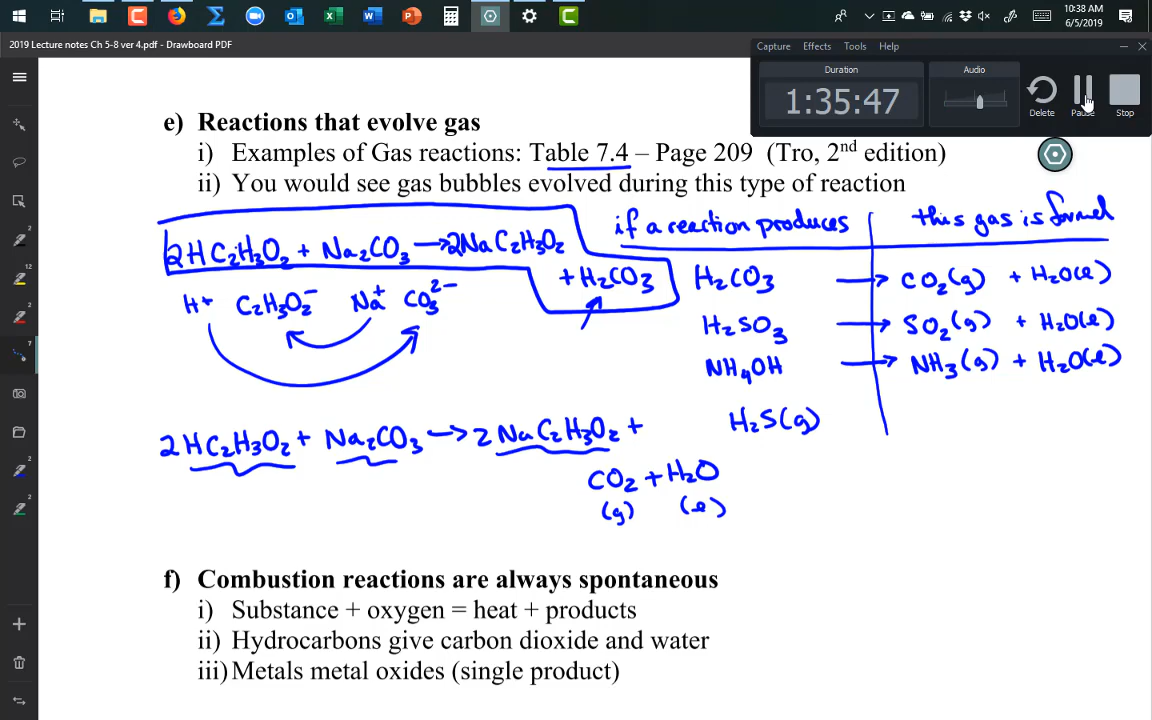 10:38 AM
6/5/2019
2019 Lecture notes Ch 5-8 ver 4.pdf - Drawboard PDF
Capture Effects Tools Help
Duration
Audio
1:35:47
Delete Pause Stop
e) Reactions that evolve gas
i) Examples of Gas reactions: Table 7.4 – Page 209 (Tro, 2nd edition)
ii) You would see gas bubbles evolved during this type of reaction
if a reaction produces
this gas is formed
2HC₂H₃O₂ + Na₂CO₃ → 2NaC₂H₃O₂
+ H₂CO₃
H⁺ C₂H₃O₂⁻ Na⁺ CO₃²⁻
H₂CO₃ → CO₂(g) + H₂O(l)
H₂SO₃ → SO₂(g) + H₂O(l)
NH₄OH → NH₃(g) + H₂O(l)
H₂S(g)
2HC₂H₃O₂ + Na₂CO₃ → 2NaC₂H₃O₂ +
CO₂ + H₂O
(g) (l)
f) Combustion reactions are always spontaneous
i) Substance + oxygen = heat + products
ii) Hydrocarbons give carbon dioxide and water
iii) Metals metal oxides (single product)